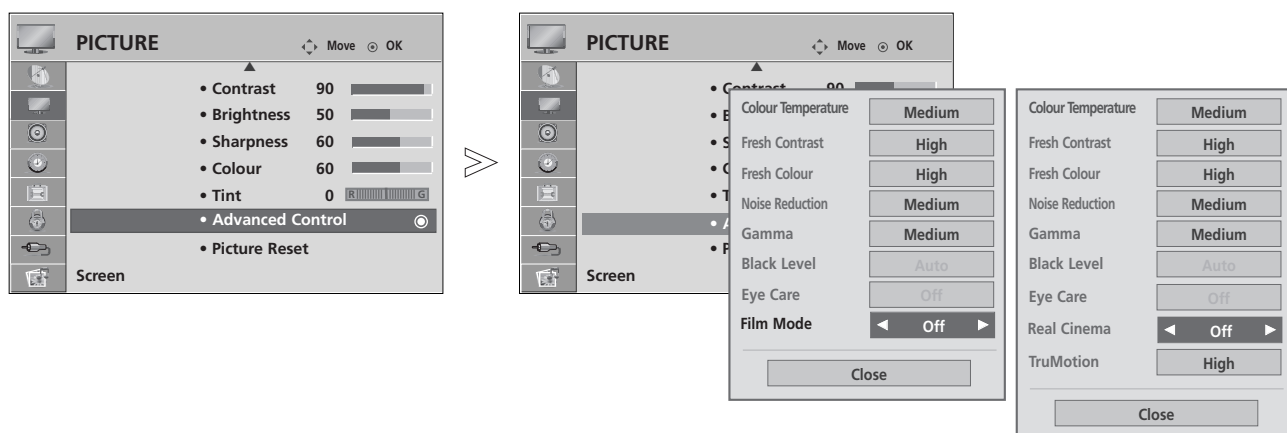 PICTURE Move OK
• Contrast 90
• Brightness 50
• Sharpness 60
• Colour 60
• Tint 0 R G
• Advanced Control
• Picture Reset
Screen
PICTURE Move OK
• Contrast 90
• B
• S
• C
• T
• A
• P
Screen
Colour Temperature Medium
Fresh Contrast High
Fresh Colour High
Noise Reduction Medium
Gamma Medium
Black Level Auto
Eye Care Off
Film Mode Off
Close
Colour Temperature Medium
Fresh Contrast High
Fresh Colour High
Noise Reduction Medium
Gamma Medium
Black Level Auto
Eye Care Off
Real Cinema Off
TruMotion High
Close